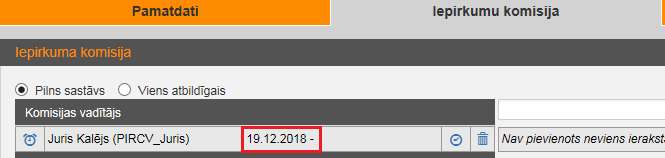 Pamatdati
Iepirkumu komisija
Iepirkuma komisija
Pilns sastāvs
Viens atbildīgais
Komisijas vadītājs
Juris Kalējs (PIRCV_Juris)
19.12.2018 -
Nav pievienots neviens ieraksts